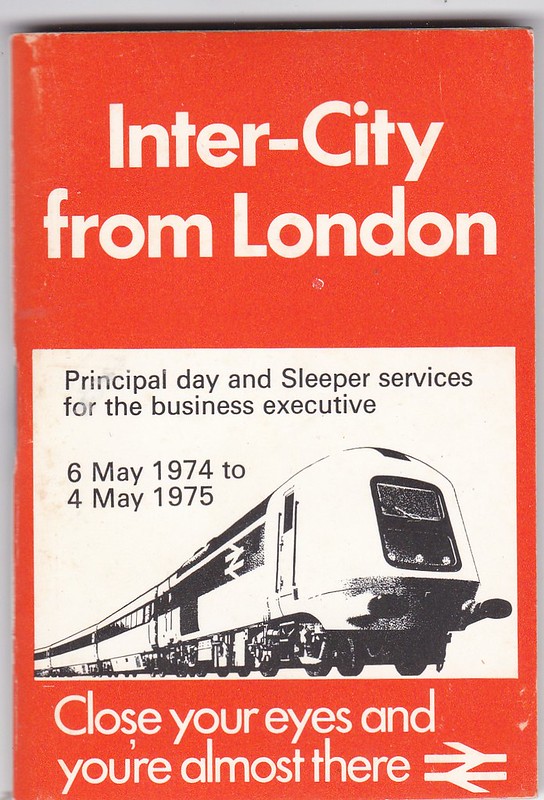 Inter-City
from London
Principal day and Sleeper services
for the business executive
6 May 1974 to
4 May 1975
Close your eyes and
you're almost there